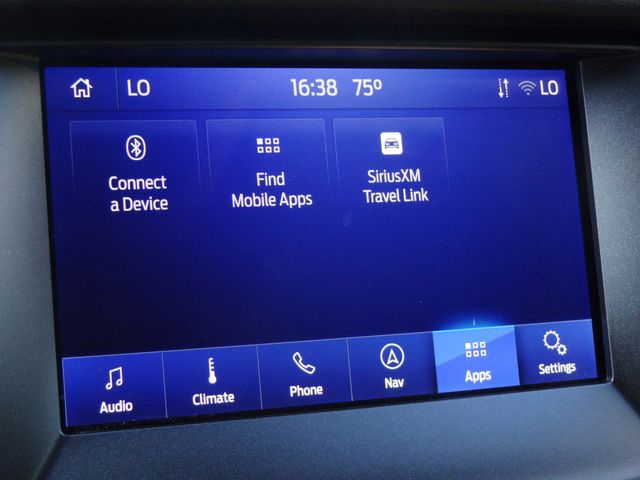 LO 16:38 75° LO
Connect
a Device
Find
Mobile Apps
SiriusXM
Travel Link
Audio
Climate
Phone
Nav
Apps
Settings